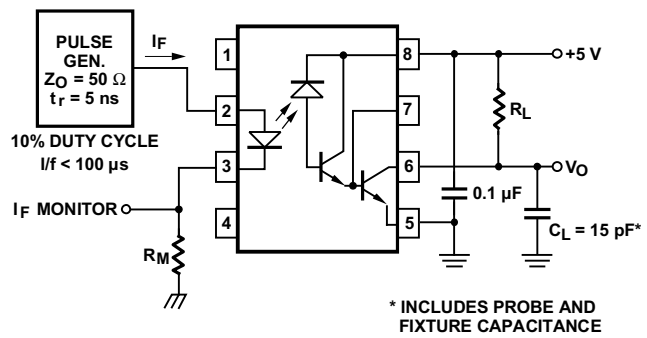 PULSE
GEN.
Z_O = 50 Ω
t_r = 5 ns
I_F
10% DUTY CYCLE
I/f < 100 µs
I_F MONITOR
R_M
1
2
3
4
8
7
6
5
+5 V
R_L
V_O
0.1 µF
C_L = 15 pF*
* INCLUDES PROBE AND
FIXTURE CAPACITANCE